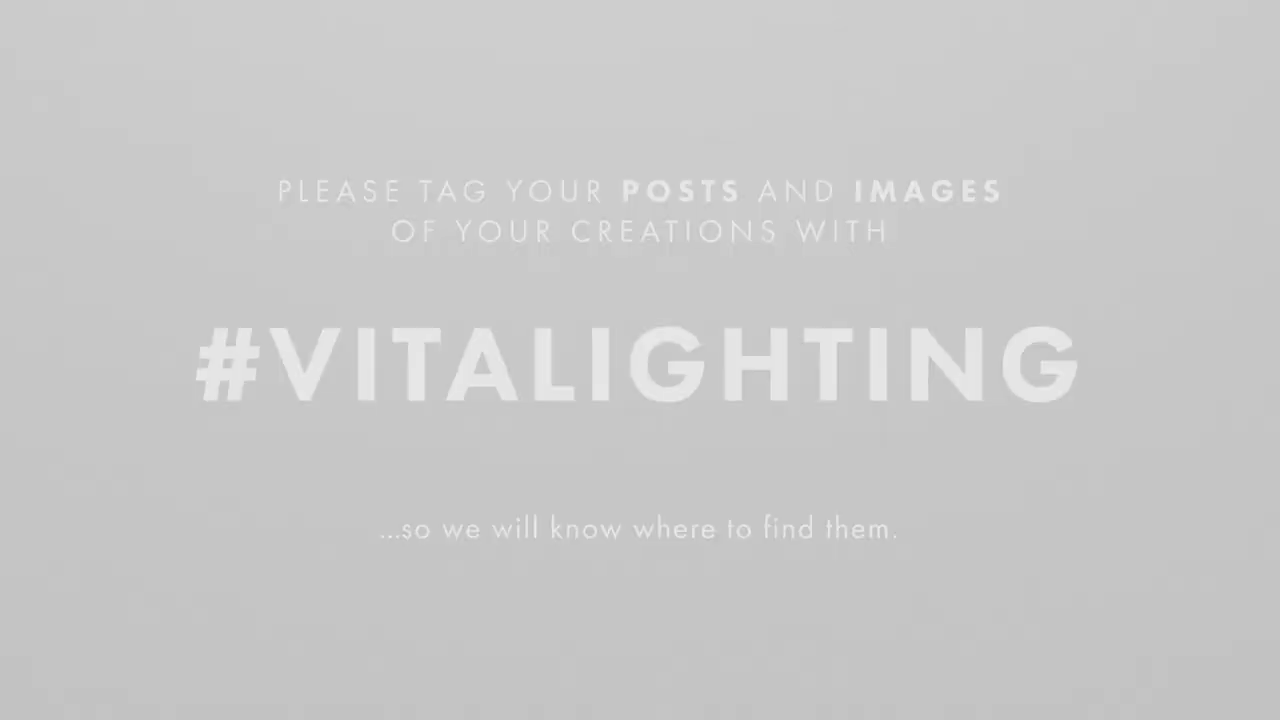 PLEASE TAG YOUR POSTS AND IMAGES
OF YOUR CREATIONS WITH
#VITALIGHTING
...so we will know where to find them.